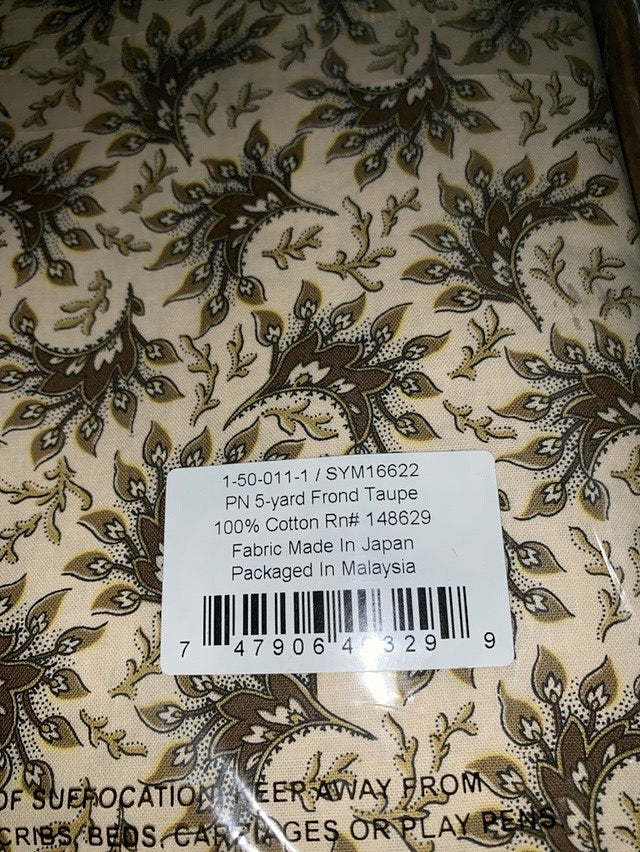 1-50-011-1 / SYM16622
PN 5-yard Frond Taupe
100% Cotton Rn# 148629
Fabric Made In Japan
Packaged In Malaysia
7 47906 329 9
OF SUFFOCATION KEEP AWAY FROM
CRIBS, BEDS, CARRIAGES OR PLAY PENS.